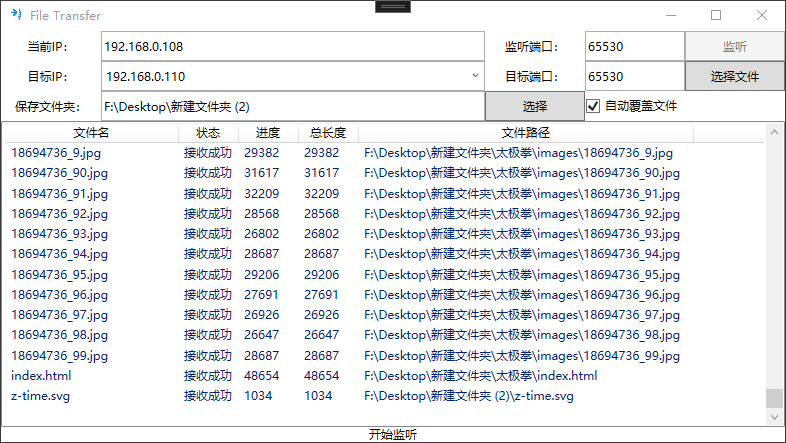 File Transfer
当前IP： 192.168.0.108 监听端口： 65530 监听
目标IP： 192.168.0.110 目标端口： 65530 选择文件
保存文件夹： F:\Desktop\新建文件夹 (2) 选择 自动覆盖文件
文件名 状态 进度 总长度 文件路径
18694736_9.jpg 接收成功 29382 29382 F:\Desktop\新建文件夹\太极拳\images\18694736_9.jpg
18694736_90.jpg 接收成功 31617 31617 F:\Desktop\新建文件夹\太极拳\images\18694736_90.jpg
18694736_91.jpg 接收成功 32209 32209 F:\Desktop\新建文件夹\太极拳\images\18694736_91.jpg
18694736_92.jpg 接收成功 28568 28568 F:\Desktop\新建文件夹\太极拳\images\18694736_92.jpg
18694736_93.jpg 接收成功 26802 26802 F:\Desktop\新建文件夹\太极拳\images\18694736_93.jpg
18694736_94.jpg 接收成功 28687 28687 F:\Desktop\新建文件夹\太极拳\images\18694736_94.jpg
18694736_95.jpg 接收成功 29206 29206 F:\Desktop\新建文件夹\太极拳\images\18694736_95.jpg
18694736_96.jpg 接收成功 27691 27691 F:\Desktop\新建文件夹\太极拳\images\18694736_96.jpg
18694736_97.jpg 接收成功 26926 26926 F:\Desktop\新建文件夹\太极拳\images\18694736_97.jpg
18694736_98.jpg 接收成功 26647 26647 F:\Desktop\新建文件夹\太极拳\images\18694736_98.jpg
18694736_99.jpg 接收成功 28687 28687 F:\Desktop\新建文件夹\太极拳\images\18694736_99.jpg
index.html 接收成功 48654 48654 F:\Desktop\新建文件夹\太极拳\index.html
z-time.svg 接收成功 1034 1034 F:\Desktop\新建文件夹 (2)\z-time.svg
开始监听